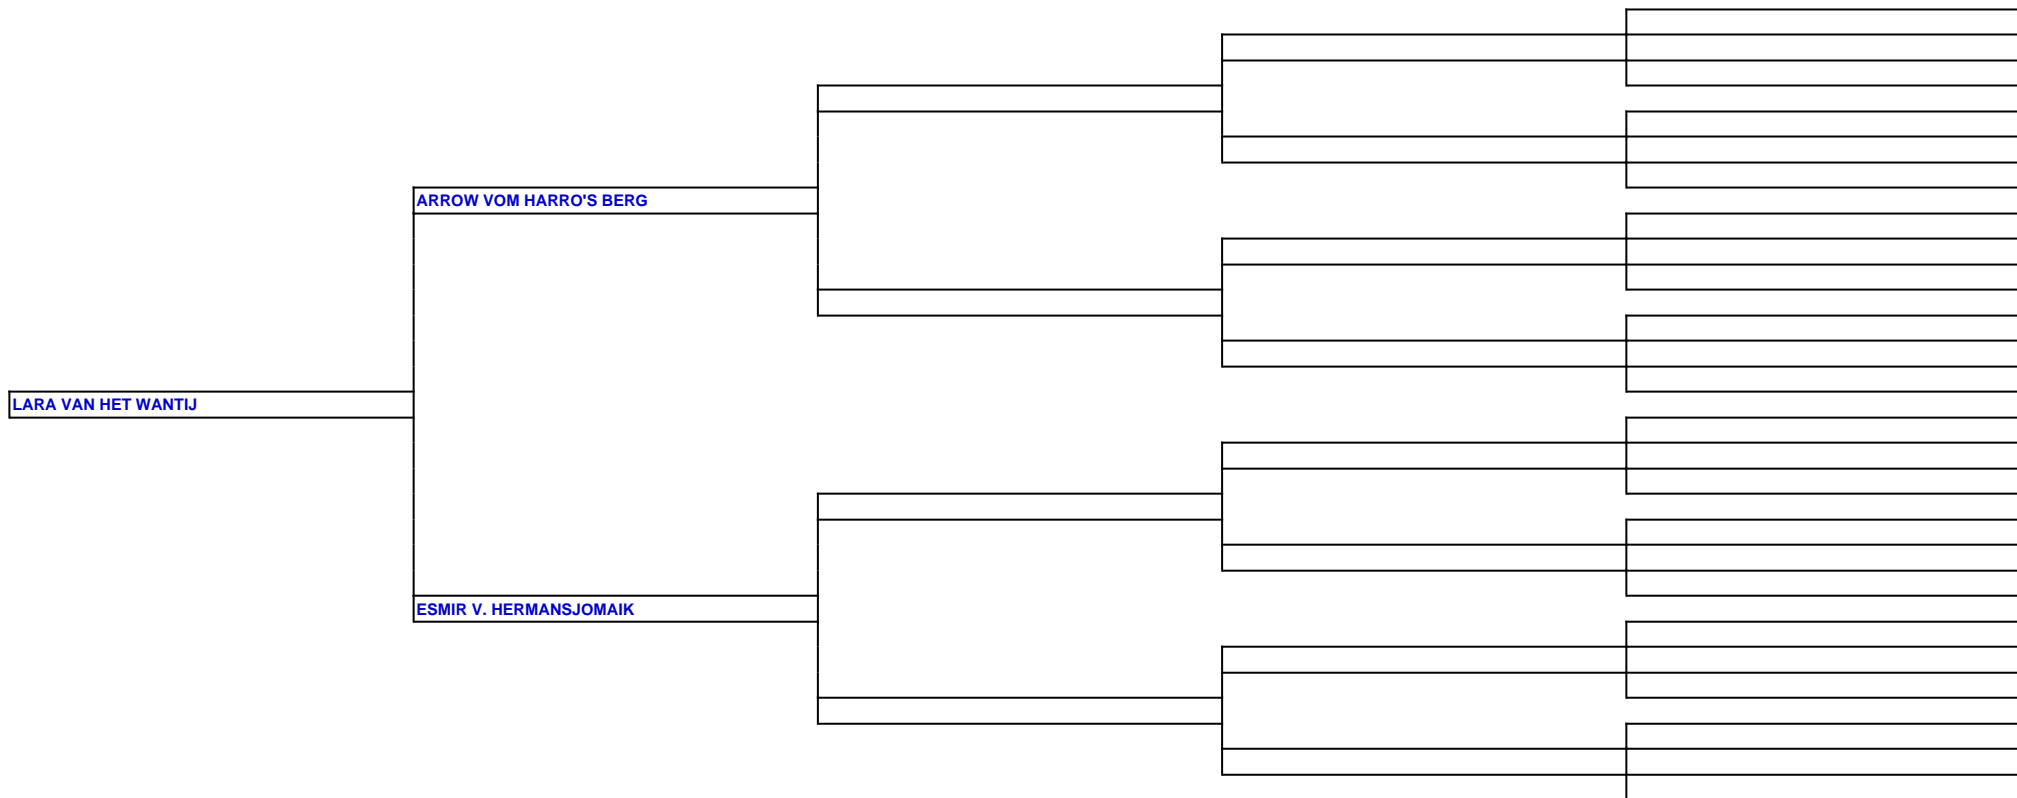 ARROW VOM HARRO'S BERG
LARA VAN HET WANTIJ
ESMIR V. HERMANSJOMAIK